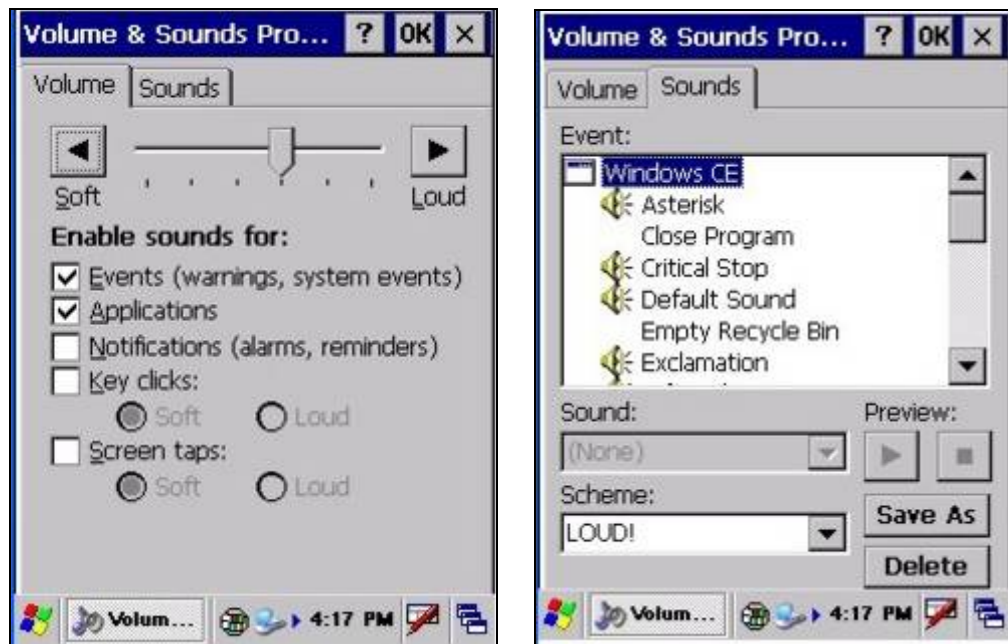 Volume & Sounds Pro... ? OK ×
Volume Sounds
Soft Loud
Enable sounds for:
Events (warnings, system events)
Applications
Notifications (alarms, reminders)
Key clicks:
Soft Loud
Screen taps:
Soft Loud
Volum... 4:17 PM
Volume & Sounds Pro... ? OK ×
Volume Sounds
Event:
Windows CE
Asterisk
Close Program
Critical Stop
Default Sound
Empty Recycle Bin
Exclamation
Sound: Preview:
(None)
Scheme:
LOUD! Save As
Delete
Volum... 4:17 PM